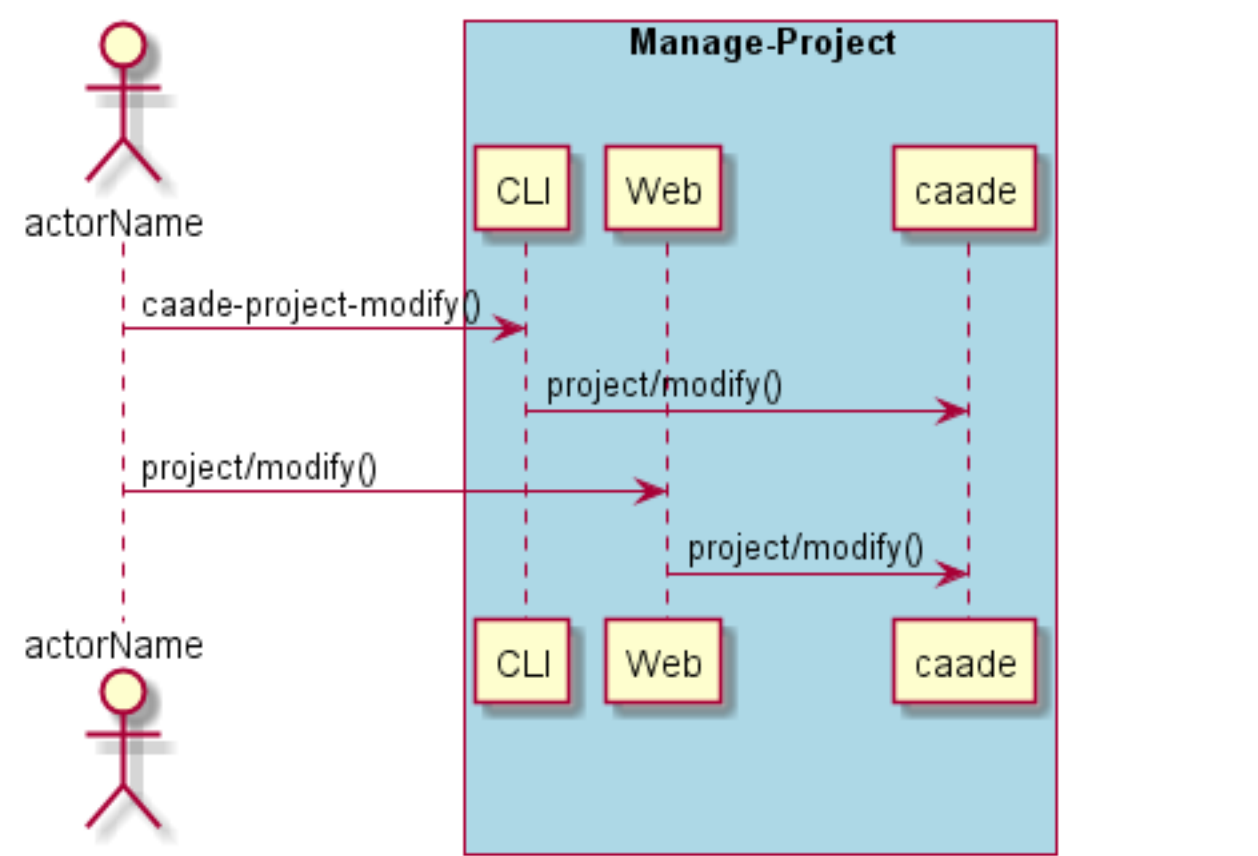 Manage-Project
actorName
CLI
Web
caade
caade-project-modify()
project/modify()
project/modify()
project/modify()
actorName
CLI
Web
caade